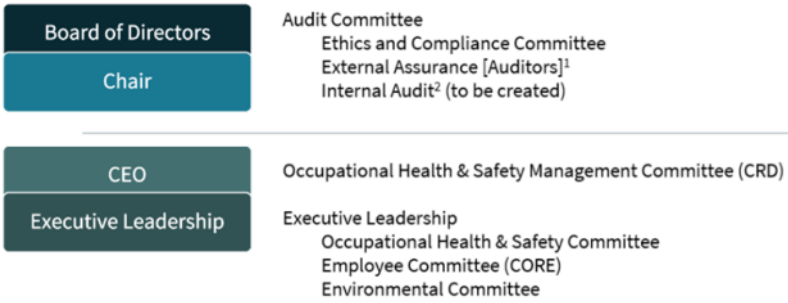 Board of Directors
Chair
Audit Committee
Ethics and Compliance Committee
External Assurance [Auditors]¹
Internal Audit² (to be created)
CEO
Executive Leadership
Occupational Health & Safety Management Committee (CRD)
Executive Leadership
Occupational Health & Safety Committee
Employee Committee (CORE)
Environmental Committee